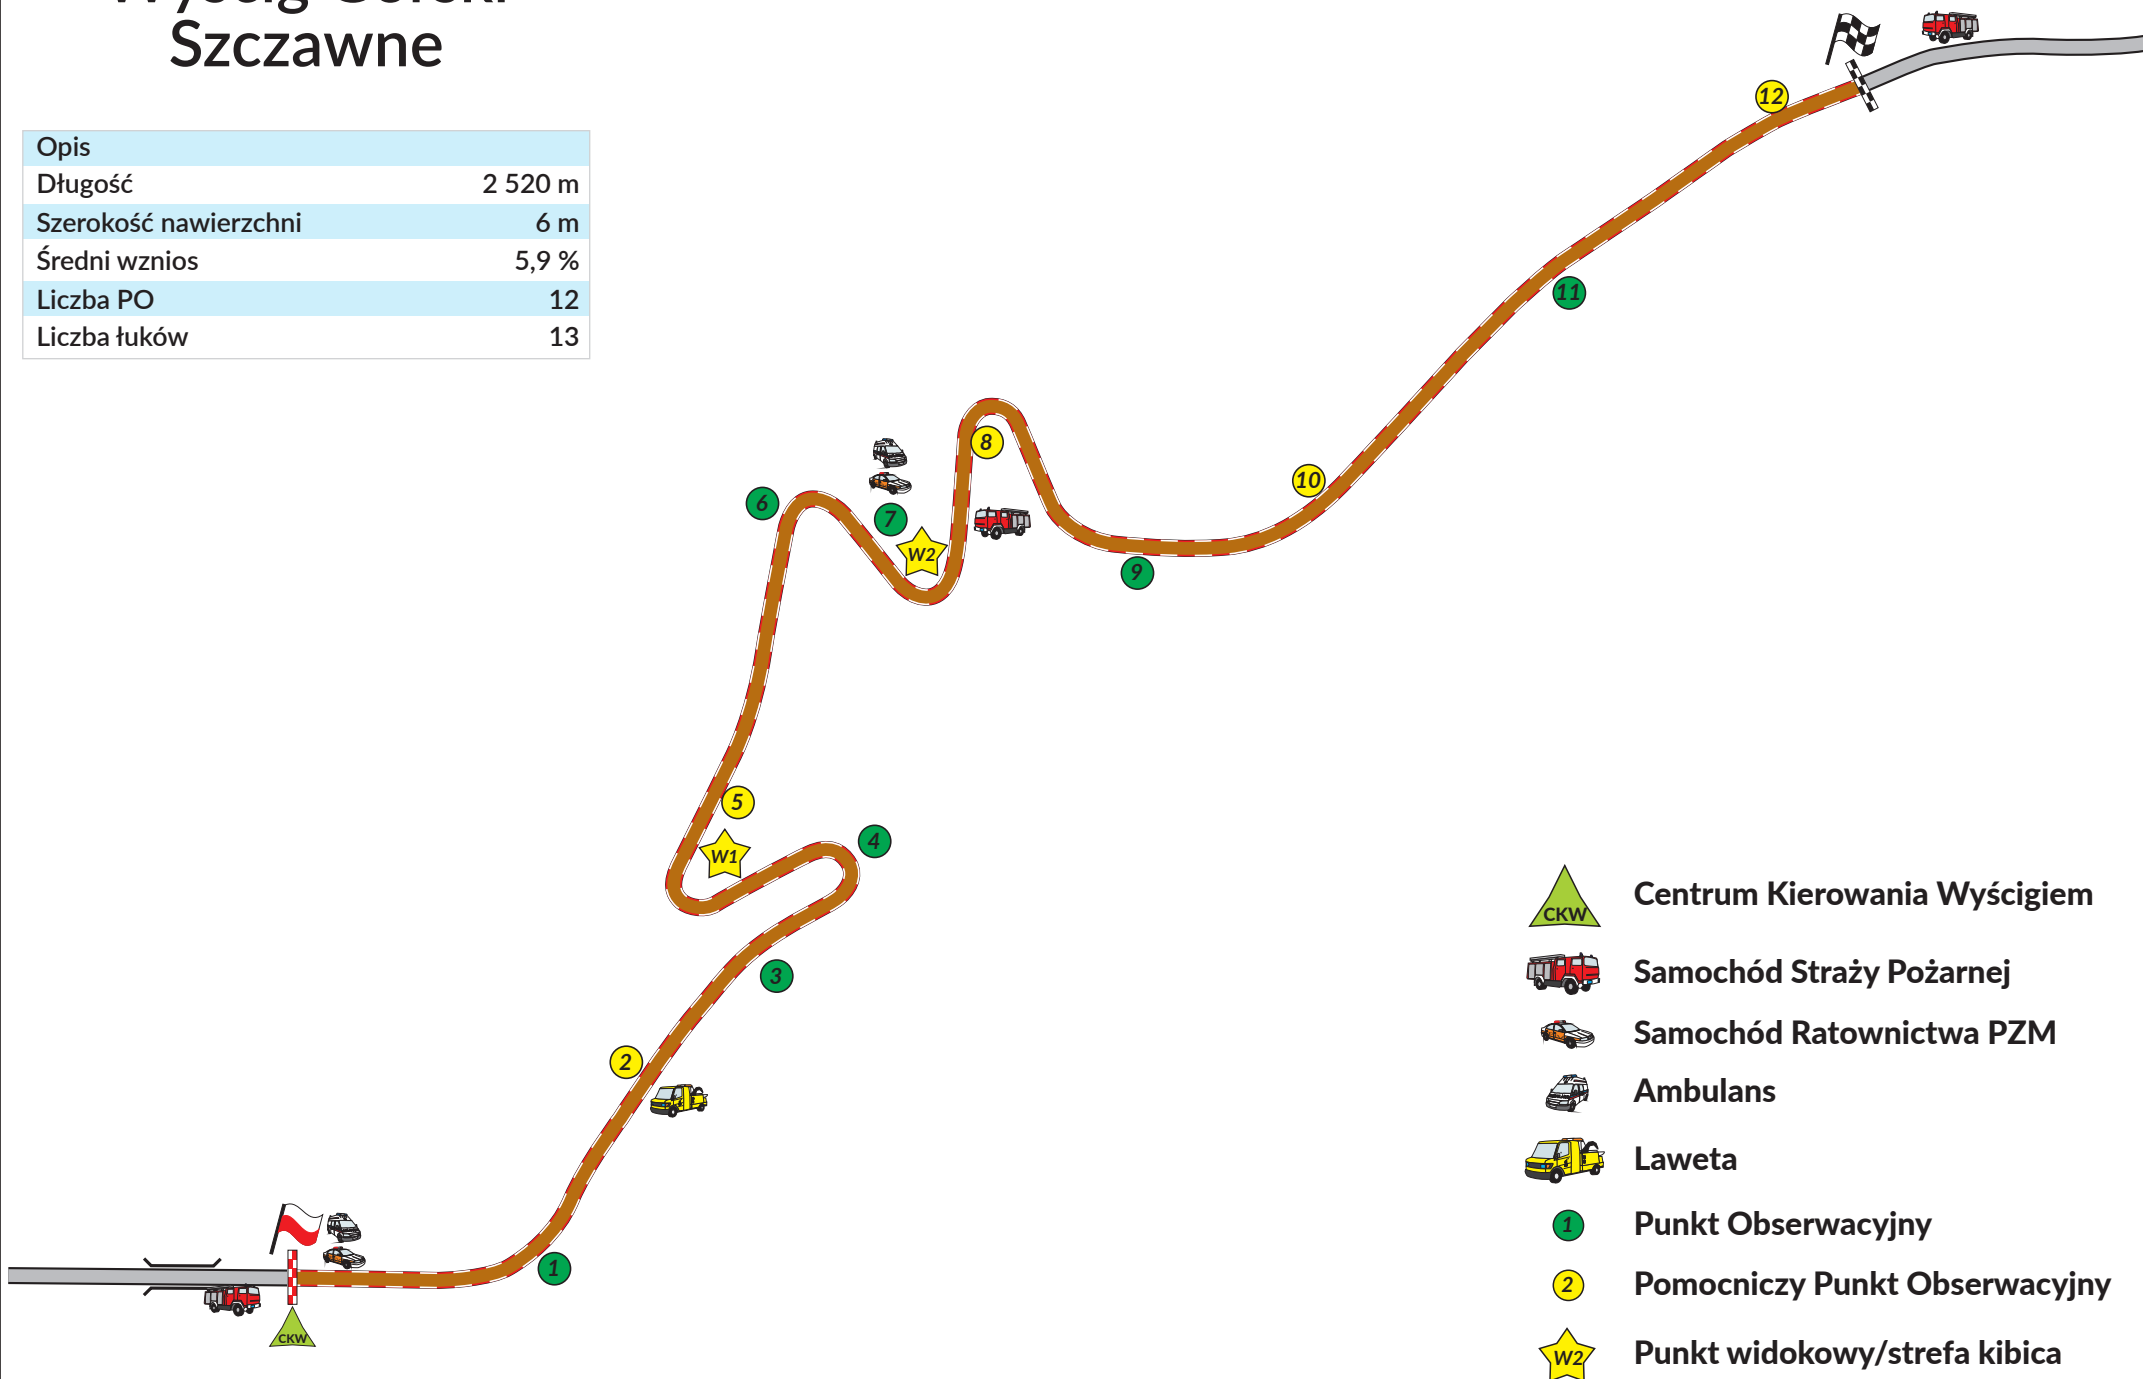 Wyścig Górski
Szczawne
Opis
Długość 2 520 m
Szerokość nawierzchni 6 m
Średni wznios 5,9 %
Liczba PO 12
Liczba łuków 13
12
11
8
6
7
10
W2
9
5
4
W1
3
2
1
CKW
CKW Centrum Kierowania Wyścigiem
Samochód Straży Pożarnej
Samochód Ratownictwa PZM
Ambulans
Laweta
1 Punkt Obserwacyjny
2 Pomocniczy Punkt Obserwacyjny
W2 Punkt widokowy/strefa kibica